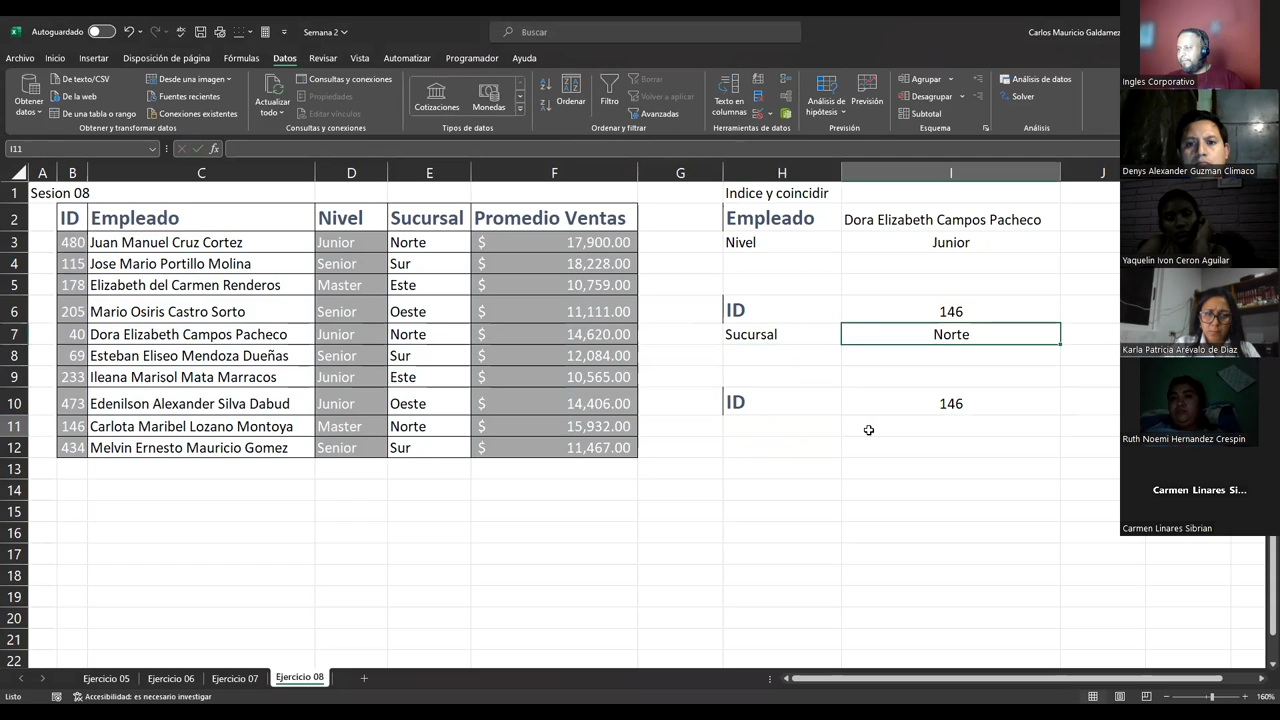 Autoguardado
Semana 2
Buscar
Carlos Mauricio Galdamez
Archivo Inicio Insertar Disposición de página Fórmulas Datos Revisar Vista Automatizar Programador Ayuda
Obtener datos
De texto/CSV
De la web
De una tabla o rango
Desde una imagen
Fuentes recientes
Conexiones existentes
Obtener y transformar datos
Actualizar todo
Consultas y conexiones
Propiedades
Editar vínculos
Consultas y conexiones
Cotizaciones Monedas
Tipos de datos
Ordenar
Filtro
Borrar
Volver a aplicar
Avanzadas
Ordenar y filtrar
Texto en columnas
Herramientas de datos
Análisis de hipótesis
Previsión
Previsión
Agrupar
Desagrupar
Subtotal
Esquema
Análisis de datos
Solver
Análisis
I11
fx
A B C D E F G H I J
1 Sesion 08 Indice y coincidir
2 ID Empleado Nivel Sucursal Promedio Ventas Empleado Dora Elizabeth Campos Pacheco
3 480 Juan Manuel Cruz Cortez Junior Norte $ 17,900.00 Nivel Junior
4 115 Jose Mario Portillo Molina Senior Sur $ 18,228.00
5 178 Elizabeth del Carmen Renderos Master Este $ 10,759.00
6 205 Mario Osiris Castro Sorto Senior Oeste $ 11,111.00 ID 146
7 40 Dora Elizabeth Campos Pacheco Junior Norte $ 14,620.00 Sucursal Norte
8 69 Esteban Eliseo Mendoza Dueñas Senior Sur $ 12,084.00
9 233 Ileana Marisol Mata Marracos Junior Este $ 10,565.00
10 473 Edenilson Alexander Silva Dabud Junior Oeste $ 14,406.00 ID 146
11 146 Carlota Maribel Lozano Montoya Master Norte $ 15,932.00
12 434 Melvin Ernesto Mauricio Gomez Senior Sur $ 11,467.00
13
14
15
16
17
18
19
20
21
22
Ejercicio 05 Ejercicio 06 Ejercicio 07 Ejercicio 08
Listo
Accesibilidad: es necesario investigar
160%
Ingles Corporativo
Denys Alexander Guzman Climaco
Yaquelin Ivon Ceron Aguilar
Karla Patricia Arévalo de Diaz
Ruth Noemi Hernandez Crespin
Carmen Linares Si...
Carmen Linares Sibrian